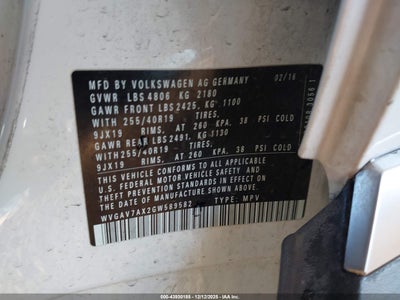 MFD BY VOLKSWAGEN AG GERMANY 02/16
GVWR LBS 4806 KG 2180
GAWR FRONT LBS 2425, KG 1100
WITH 255/40R19 TIRES,
9JX19 RIMS, AT 260 KPA. 38 PSI COLD
GAWR REAR LBS 2491, KG 1130
WITH 255/40R19 TIRES,
9JX19 RIMS, AT 260 KPA. 38 PSI COLD
THIS VEHICLE CONFORMS TO ALL APPLICABLE
FEDERAL MOTOR VEHICLE SAFETY AND THEFT
PREVENTION STANDARDS IN EFFECT ON THE
DATE OF MANUFACTURE SHOWN ABOVE.
WVGAV7AX2GW589582 TYPE: MPV
000-43930185 - 12/12/2025 - IAAI.COM